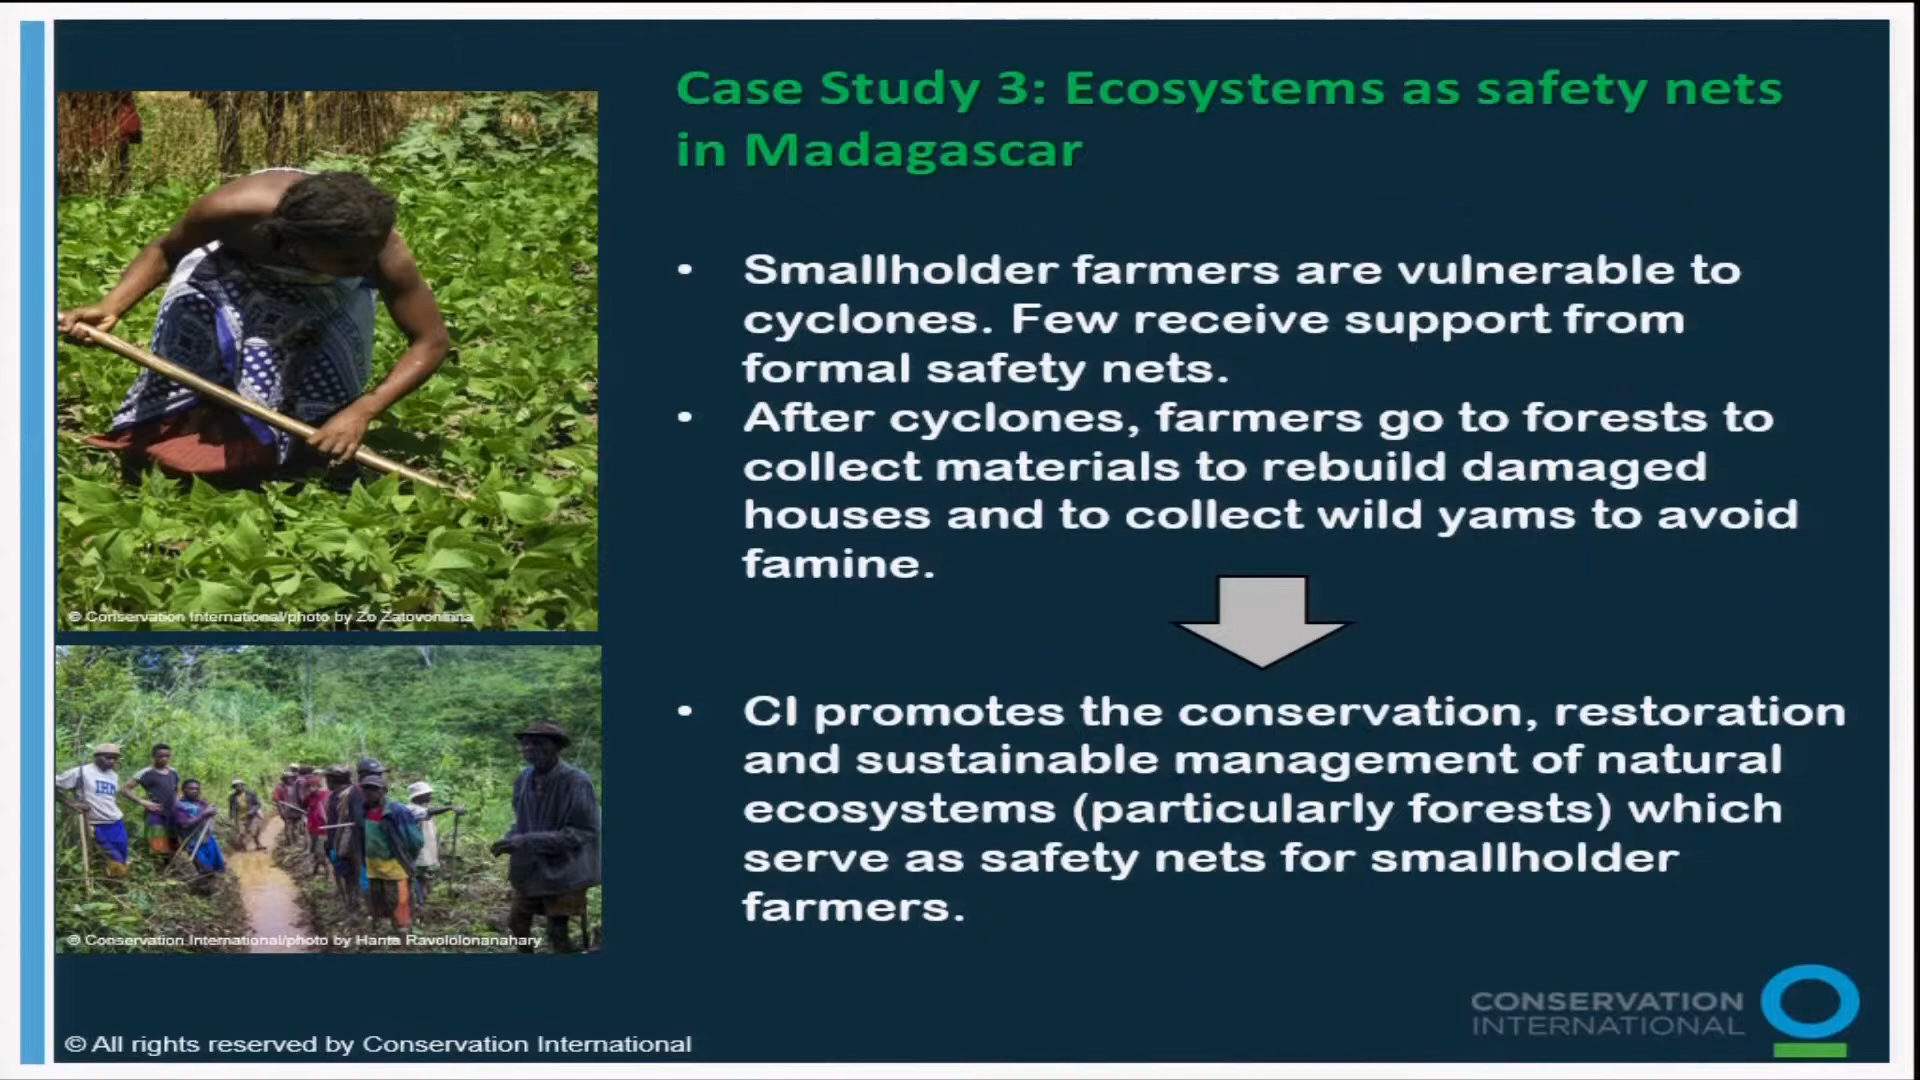 Case Study 3: Ecosystems as safety nets
in Madagascar
• Smallholder farmers are vulnerable to
cyclones. Few receive support from
formal safety nets.
• After cyclones, farmers go to forests to
collect materials to rebuild damaged
houses and to collect wild yams to avoid
famine.
• CI promotes the conservation, restoration
and sustainable management of natural
ecosystems (particularly forests) which
serve as safety nets for smallholder
farmers.
© Conservation International/photo by Zo Zatovonirina
© Conservation International/photo by Hanta Ravololonanahary
© All rights reserved by Conservation International
CONSERVATION
INTERNATIONAL